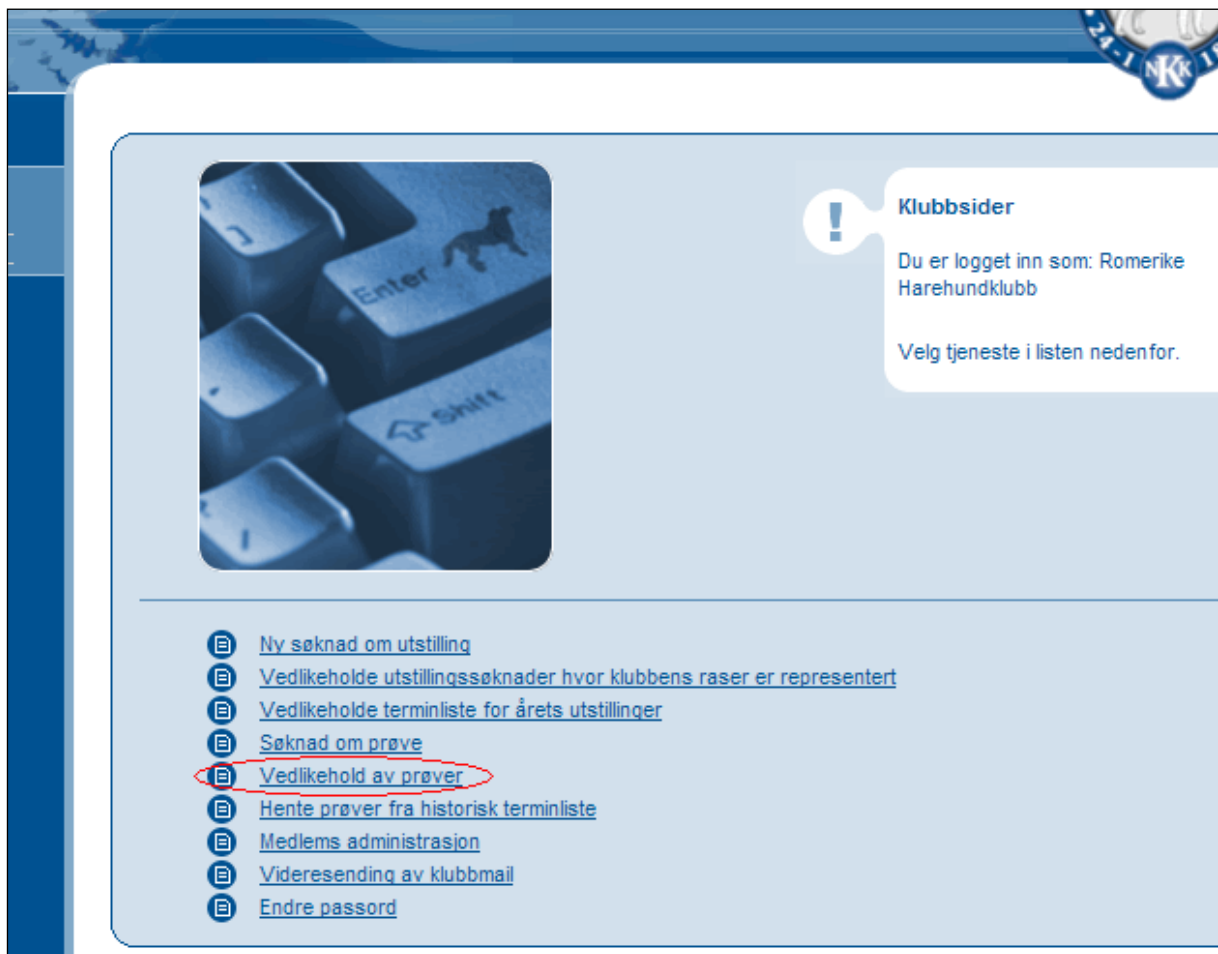 24-1
NKK
Enter
Shift
Klubbsider
Du er logget inn som: Romerike
Harehundklubb
Velg tjeneste i listen nedenfor.
Ny søknad om utstilling
Vedlikeholde utstillingssøknader hvor klubbens raser er representert
Vedlikeholde terminliste for årets utstillinger
Søknad om prøve
Vedlikehold av prøver
Hente prøver fra historisk terminliste
Medlems administrasjon
Videresending av klubbmail
Endre passord